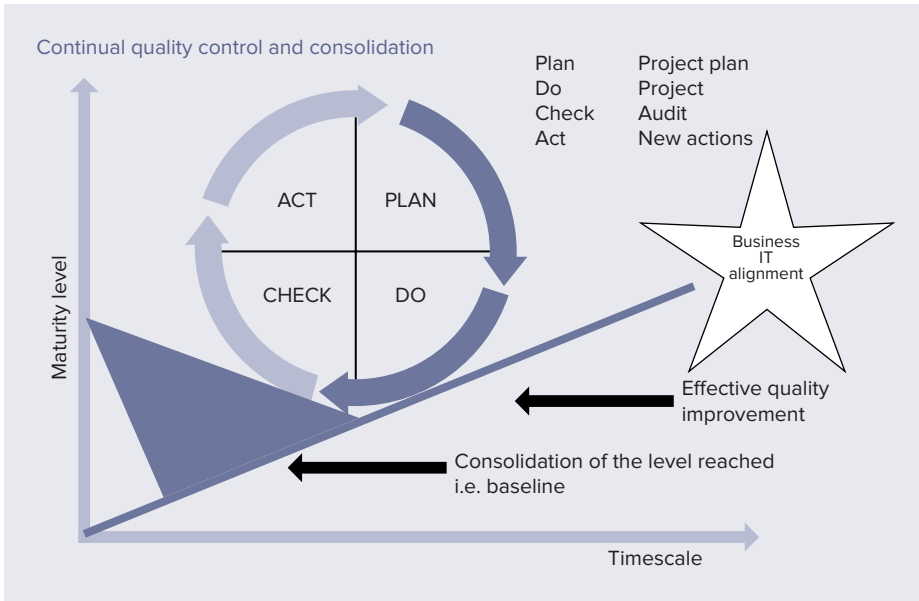 Continual quality control and consolidation
Plan Project plan
Do Project
Check Audit
Act New actions
ACT PLAN
CHECK DO
Business
IT
alignment
Maturity level
Effective quality
improvement
Consolidation of the level reached
i.e. baseline
Timescale